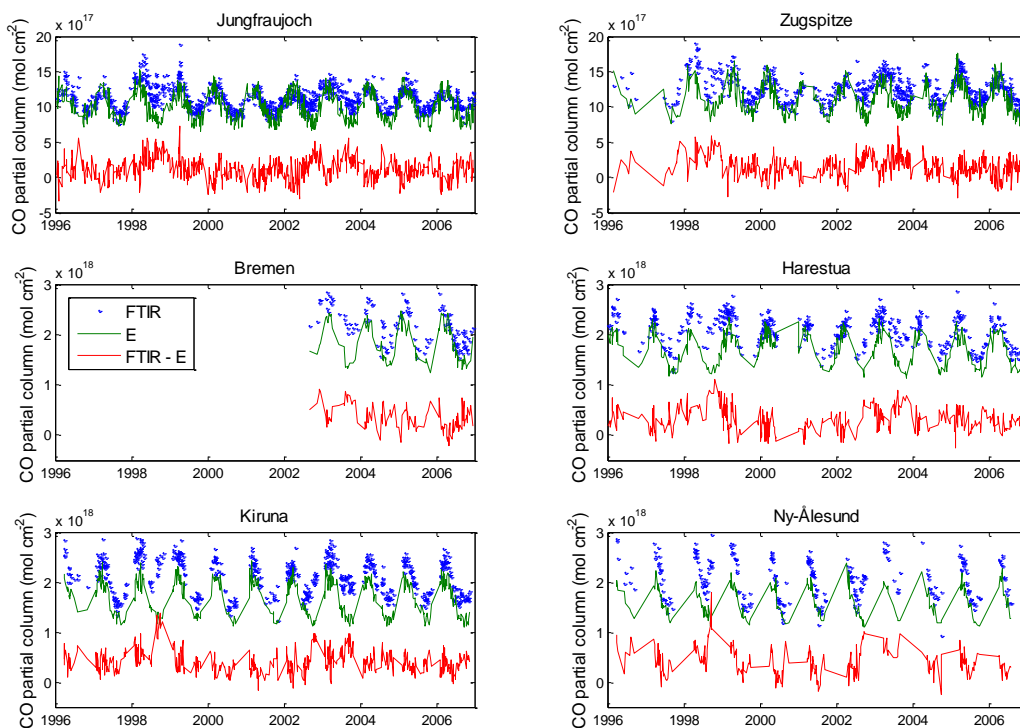 Jungfraujoch
x 10^17
CO partial column (mol cm^-2)
20
15
10
5
0
-5
1996 1998 2000 2002 2004 2006
Zugspitze
x 10^17
CO partial column (mol cm^-2)
20
15
10
5
0
-5
1996 1998 2000 2002 2004 2006
Bremen
x 10^18
CO partial column (mol cm^-2)
3
2
1
0
FTIR
E
FTIR - E
1996 1998 2000 2002 2004 2006
Harestua
x 10^18
CO partial column (mol cm^-2)
3
2
1
0
1996 1998 2000 2002 2004 2006
Kiruna
x 10^18
CO partial column (mol cm^-2)
3
2
1
0
1996 1998 2000 2002 2004 2006
Ny-Ålesund
x 10^18
CO partial column (mol cm^-2)
3
2
1
0
1996 1998 2000 2002 2004 2006